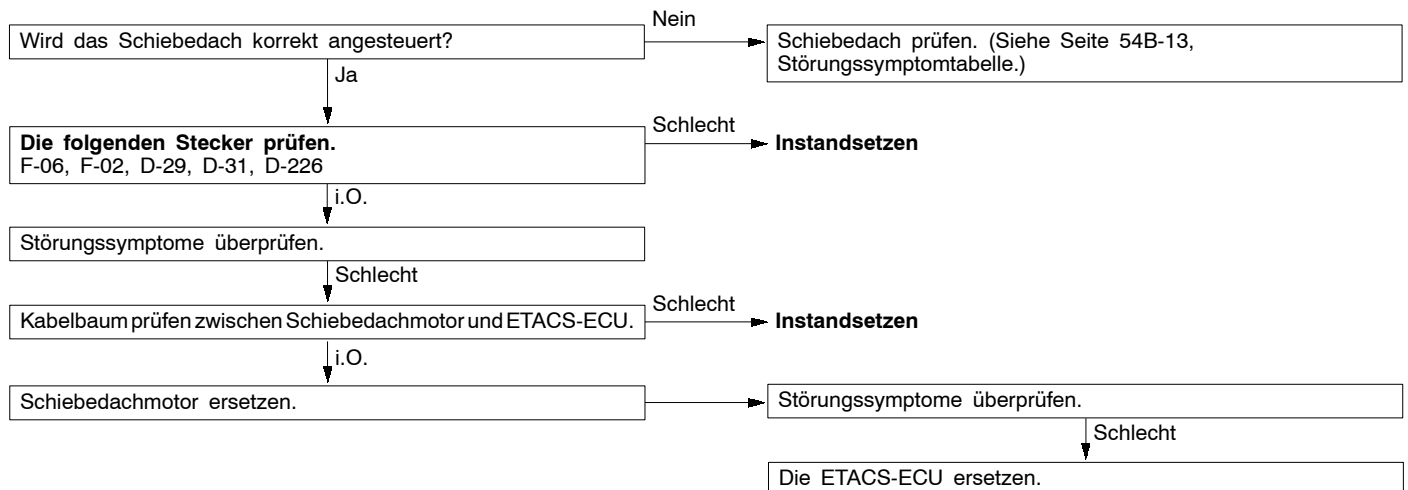 Nein
Wird das Schiebedach korrekt angesteuert?
Schiebedach prüfen. (Siehe Seite 54B-13,
Störungssymptomtabelle.)
Ja
Die folgenden Stecker prüfen.
F-06, F-02, D-29, D-31, D-226
Schlecht
Instandsetzen
i.O.
Störungssymptome überprüfen.
Schlecht
Kabelbaum prüfen zwischen Schiebedachmotor und ETACS-ECU.
Schlecht
Instandsetzen
i.O.
Schiebedachmotor ersetzen.
Störungssymptome überprüfen.
Schlecht
Die ETACS-ECU ersetzen.